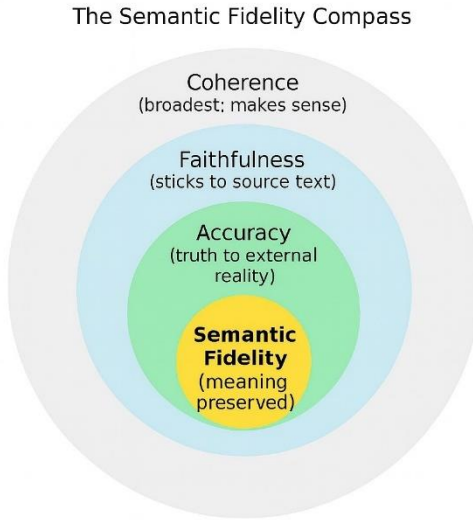 The Semantic Fidelity Compass
Coherence
(broadest; makes sense)
Faithfulness
(sticks to source text)
Accuracy
(truth to external
reality)
Semantic
Fidelity
(meaning
preserved)